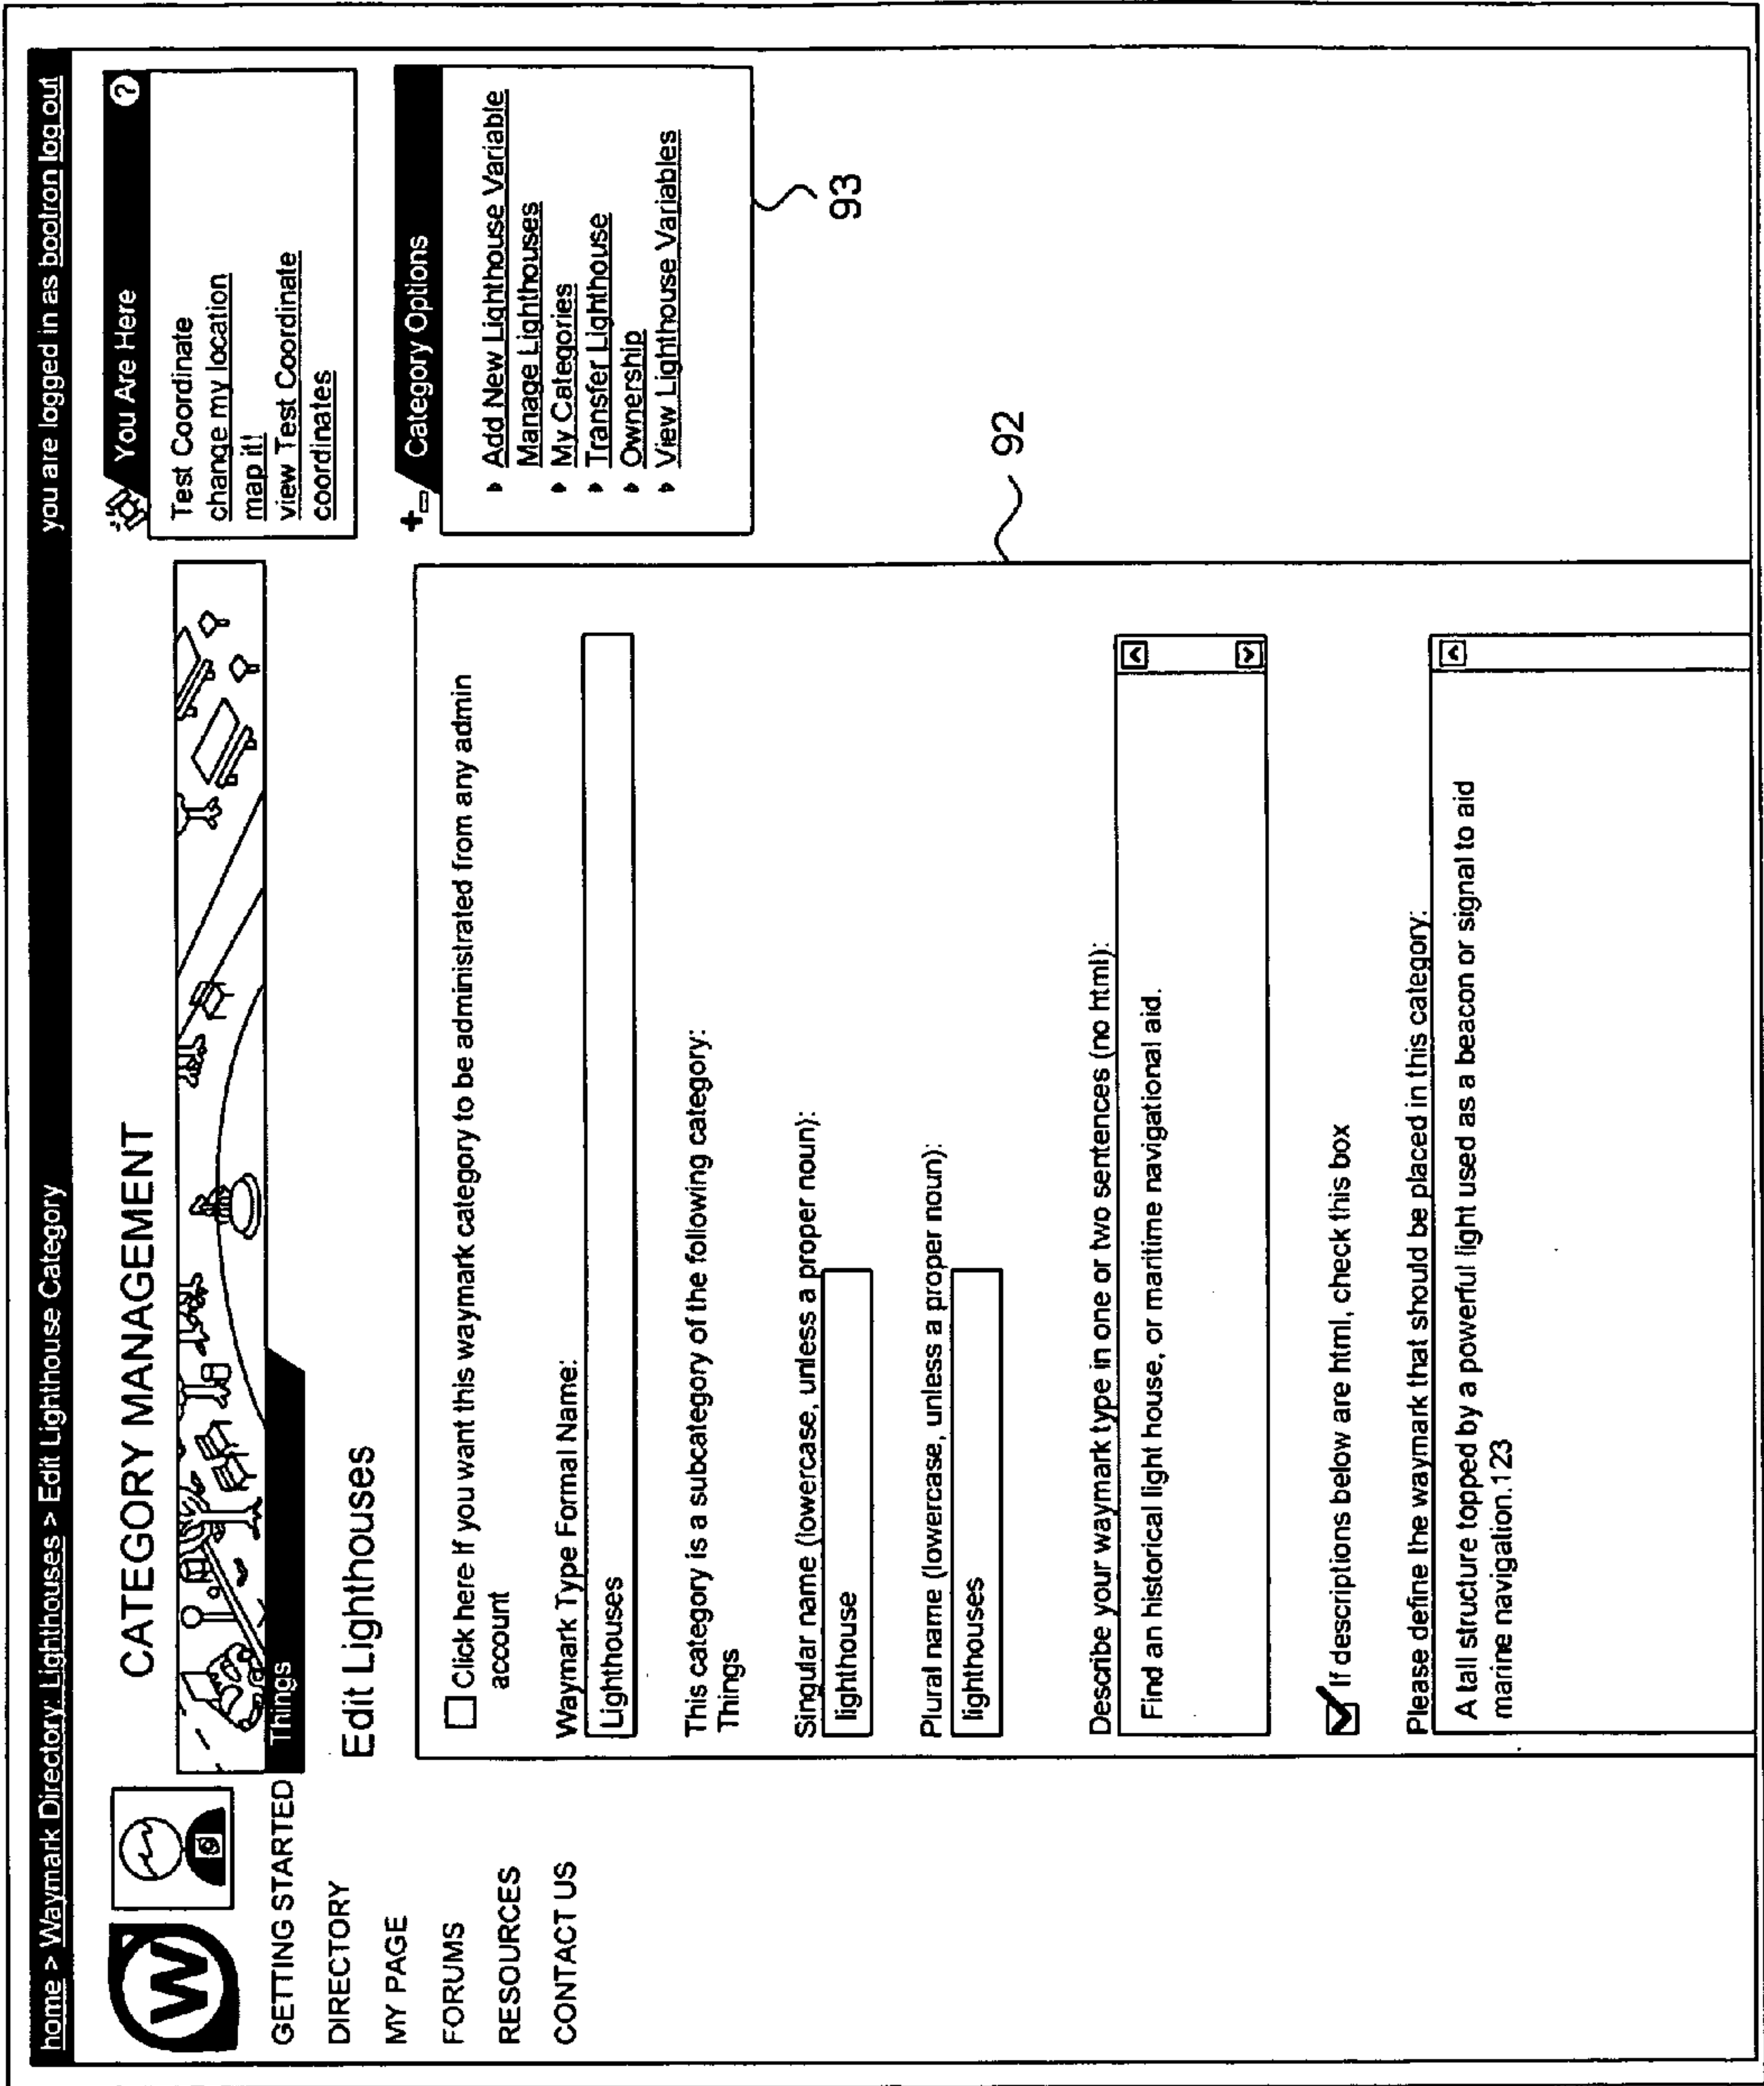 home > Waymark Directory: Lighthouses > Edit Lighthouse Category
you are logged in as bootron log out
W
GETTING STARTED
DIRECTORY
MY PAGE
FORUMS
RESOURCES
CONTACT US
CATEGORY MANAGEMENT
Things
Edit Lighthouses
Click here If you want this waymark category to be administrated from any admin
account
Waymark Type Formal Name:
Lighthouses
This category is a subcategory of the following category:
Things
Singular name (lowercase, unless a proper noun):
lighthouse
Plural name (lowercase, unless a proper noun):
lighthouses
Describe your waymark type in one or two sentences (no html):
Find an historical light house, or maritime navigational aid.
If descriptions below are html, check this box
Please define the waymark that should be placed in this category:
A tall structure topped by a powerful light used as a beacon or signal to aid
marine navigation.123
92
You Are Here
?
Test Coordinate
change my location
map it!
view Test Coordinate
coordinates
Category Options
Add New Lighthouse Variable
Manage Lighthouses
My Categories
Transfer Lighthouse
Ownership
View Lighthouse Variables
93